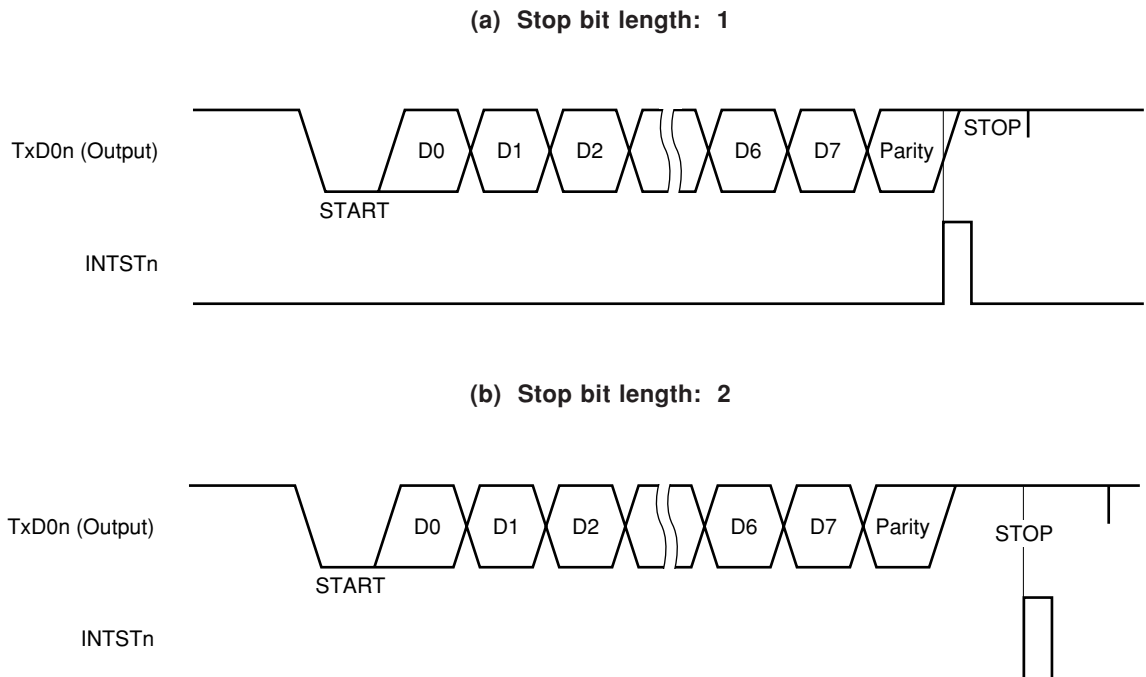 (a) Stop bit length: 1
TxD0n (Output)
D0 D1 D2 D6 D7 Parity STOP
START
INTSTn
(b) Stop bit length: 2
TxD0n (Output)
D0 D1 D2 D6 D7 Parity STOP
START
INTSTn